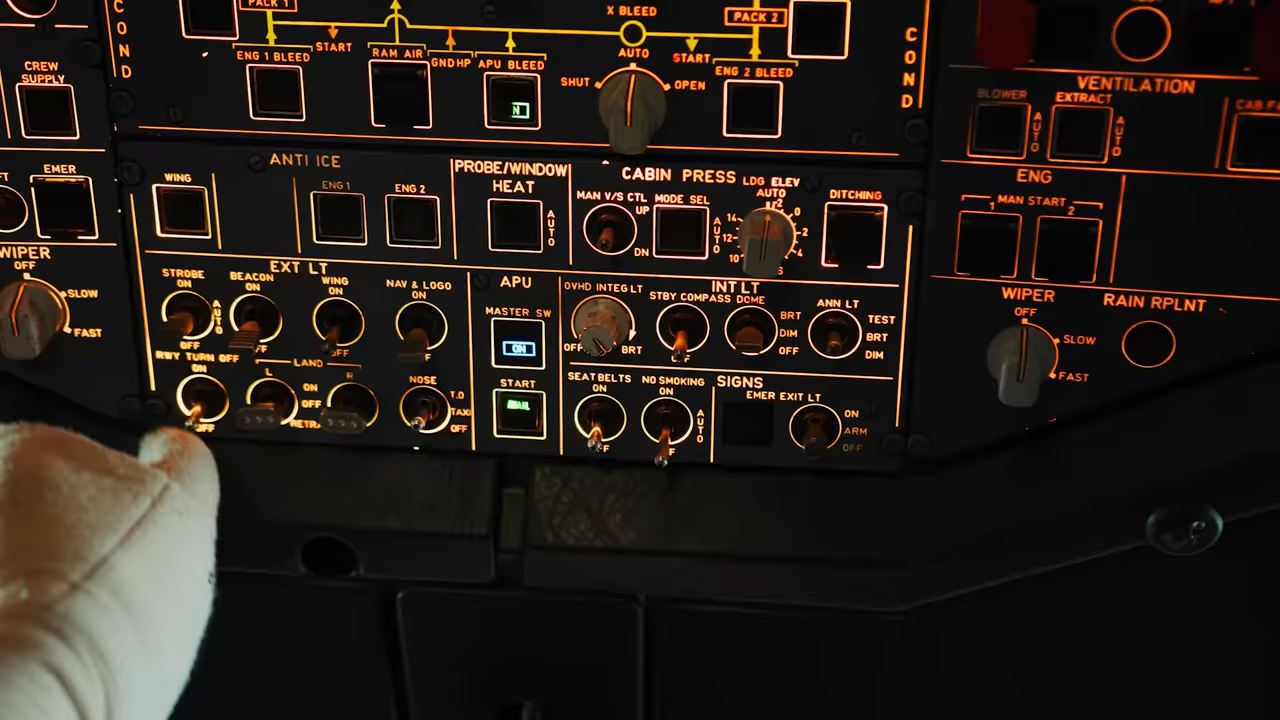 PACK 1
X BLEED
PACK 2
COND
START
AUTO
START
COND
ENG 1 BLEED
RAM AIR
GND HP
APU BLEED
SHUT
OPEN
ENG 2 BLEED
VENTILATION
CREW
SUPPLY
BLOWER
EXTRACT
AUTO
AUTO
ANTI ICE
PROBE/WINDOW
HEAT
CABIN PRESS
LDG ELEV
AUTO
ENG
EMER
WING
ENG 1
ENG 2
AUTO
MAN V/S CTL
UP
DN
MODE SEL
AUTO
14
12
10
0
2
4
DITCHING
MAN START
1
2
WIPER
OFF
SLOW
FAST
EXT LT
STROBE
ON
AUTO
OFF
BEACON
ON
WING
ON
OFF
NAV & LOGO
ON
APU
MASTER SW
ON
START
AVAIL
INT LT
OVHD INTEG LT
OFF
BRT
STBY COMPASS
DOME
BRT
DIM
OFF
ANN LT
TEST
BRT
DIM
WIPER
OFF
SLOW
FAST
RAIN RPLNT
RWY TURN OFF
ON
OFF
LAND
L
R
ON
OFF
NOSE
T.O
TAXI
OFF
SEAT BELTS
ON
NO SMOKING
ON
AUTO
SIGNS
EMER EXIT LT
ON
ARM
OFF